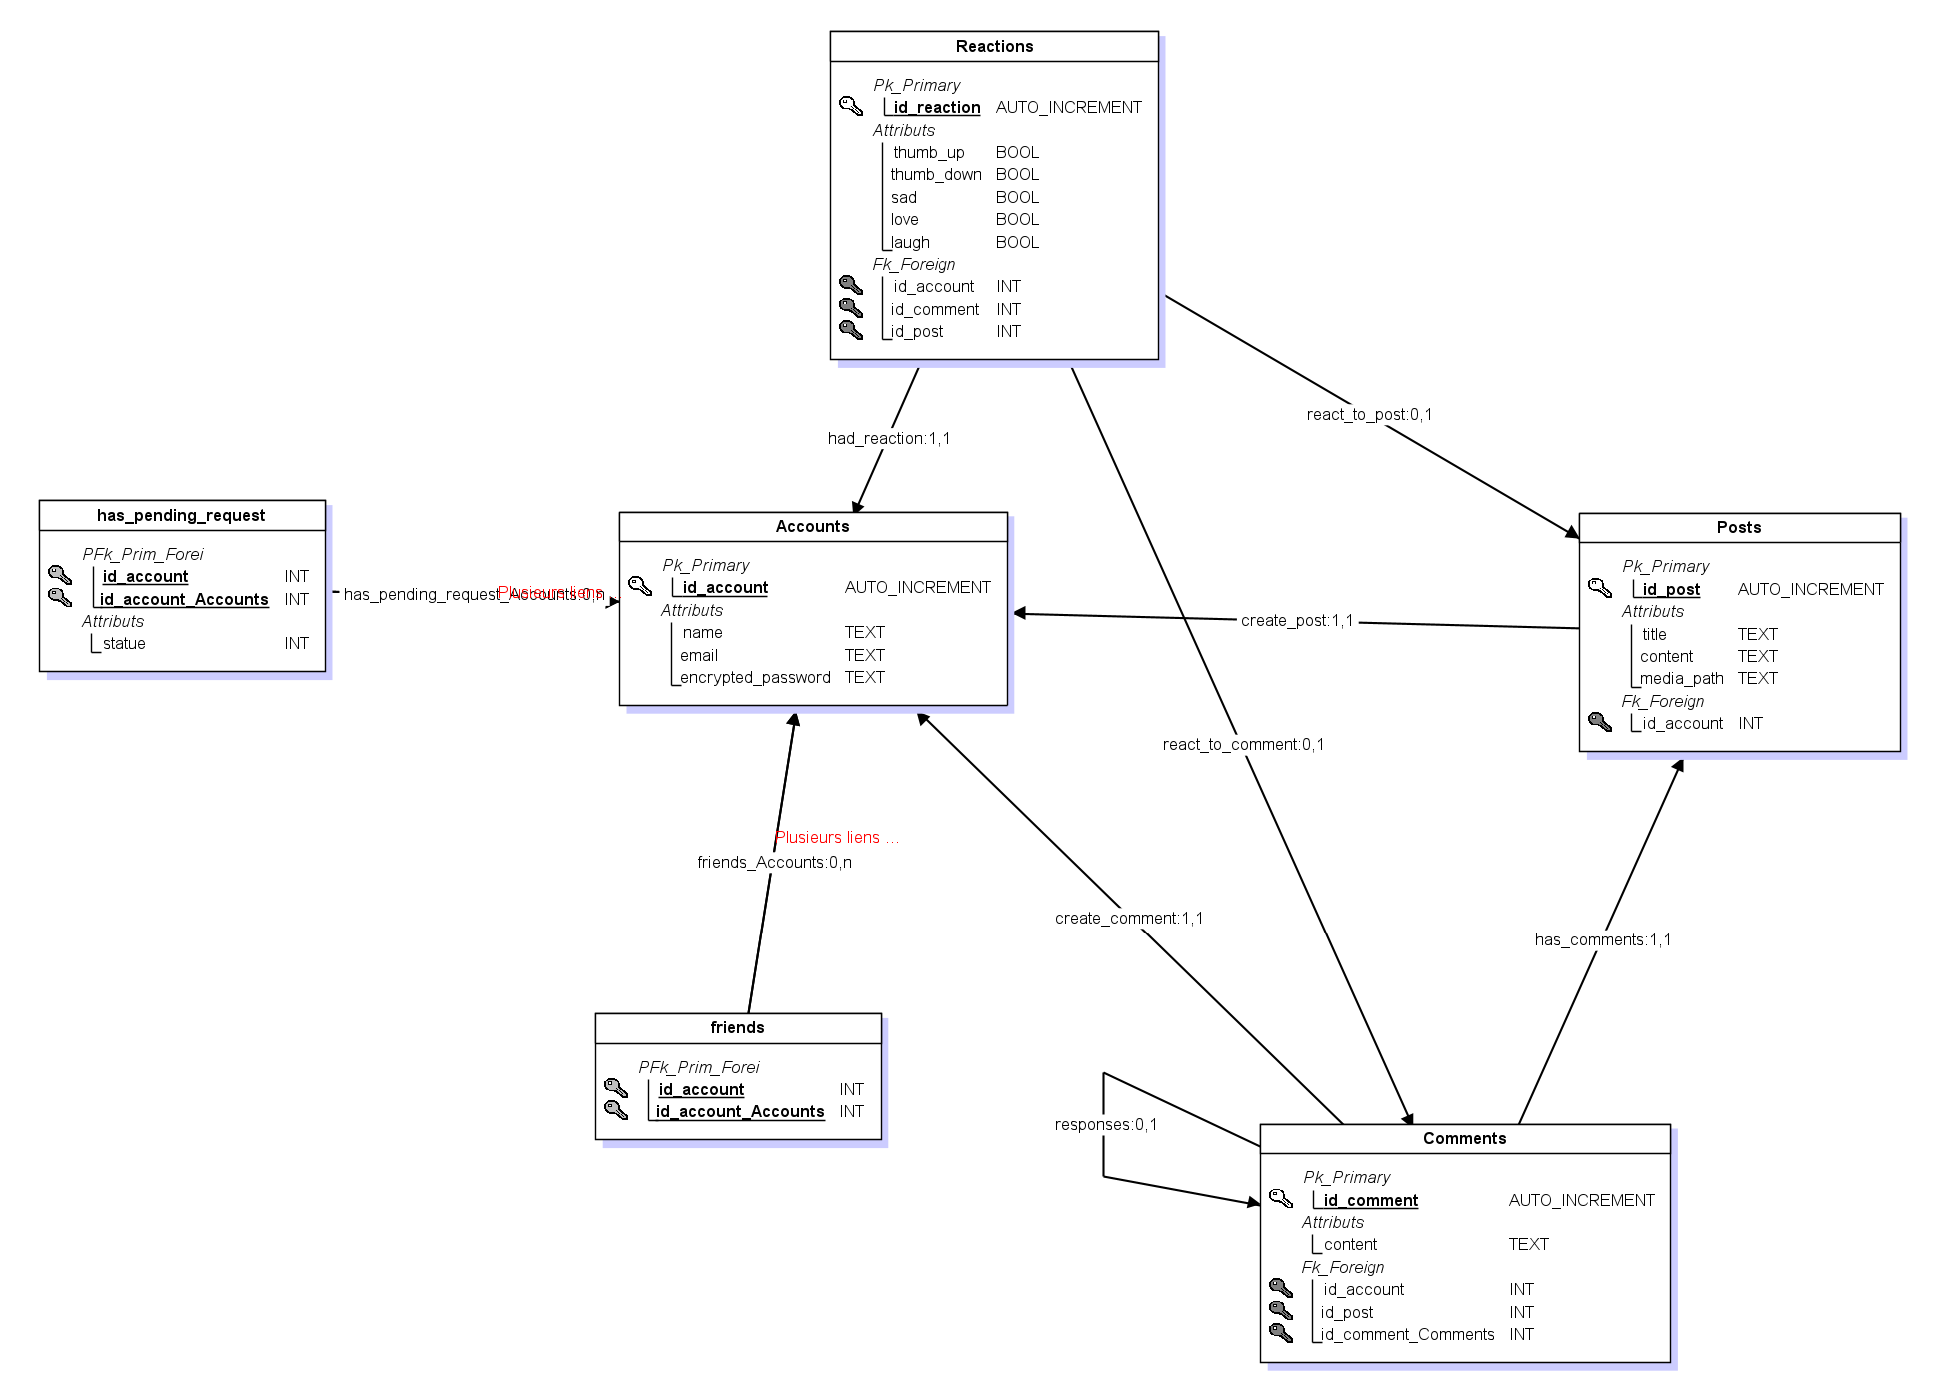 Reactions
Pk_Primary
id_reaction AUTO_INCREMENT
Attributs
thumb_up BOOL
thumb_down BOOL
sad BOOL
love BOOL
laugh BOOL
Fk_Foreign
id_account INT
id_comment INT
id_post INT
react_to_post:0,1
had_reaction:1,1
has_pending_request
PFk_Prim_Forei
id_account INT
id_account_Accounts INT
Attributs
statue INT
has_pending_request_Accounts:0,n
Plusieurs liens ...
Accounts
Pk_Primary
id_account AUTO_INCREMENT
Attributs
name TEXT
email TEXT
encrypted_password TEXT
create_post:1,1
Posts
Pk_Primary
id_post AUTO_INCREMENT
Attributs
title TEXT
content TEXT
media_path TEXT
Fk_Foreign
id_account INT
react_to_comment:0,1
Plusieurs liens ...
friends_Accounts:0,n
create_comment:1,1
has_comments:1,1
friends
PFk_Prim_Forei
id_account INT
id_account_Accounts INT
responses:0,1
Comments
Pk_Primary
id_comment AUTO_INCREMENT
Attributs
content TEXT
Fk_Foreign
id_account INT
id_post INT
id_comment_Comments INT